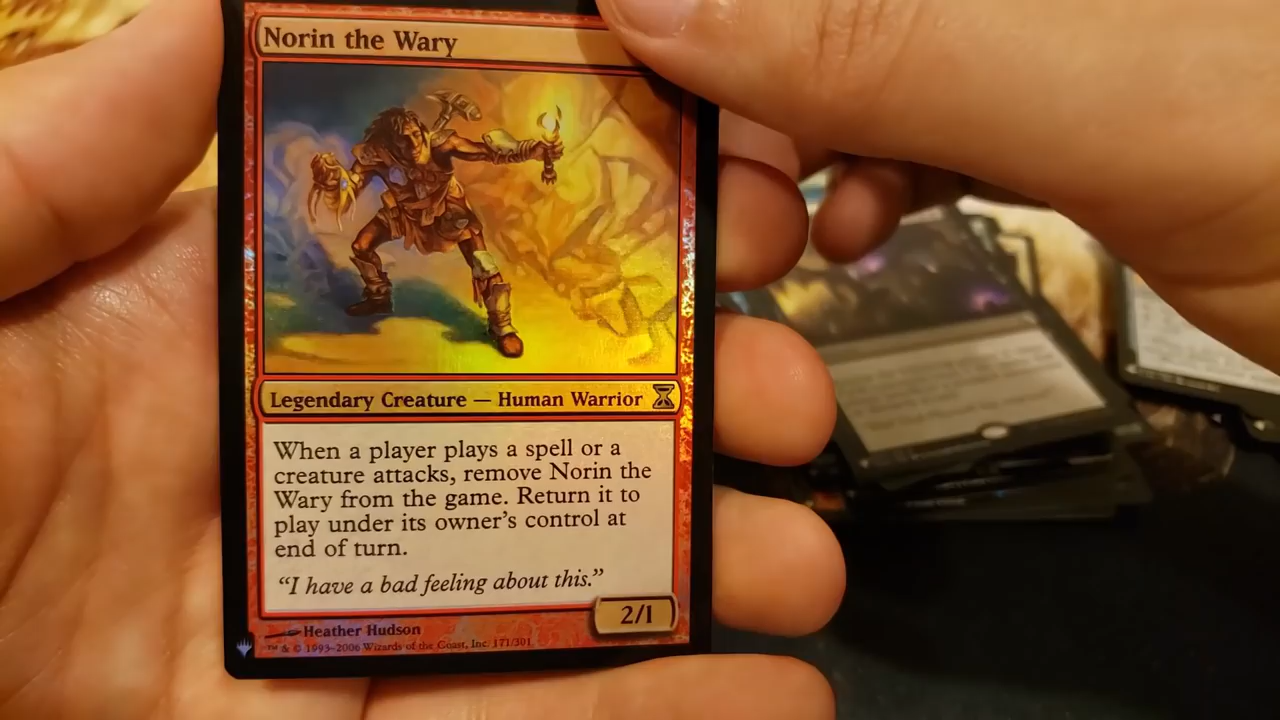 Norin the Wary
Legendary Creature — Human Warrior
When a player plays a spell or a
creature attacks, remove Norin the
Wary from the game. Return it to
play under its owner's control at
end of turn.
“I have a bad feeling about this.”
2/1
Heather Hudson
™ & © 1993–2006 Wizards of the Coast, Inc. 171/301